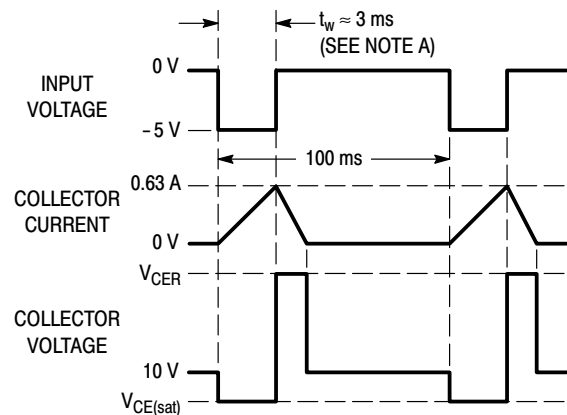 t_w ≈ 3 ms
(SEE NOTE A)
0 V
INPUT
VOLTAGE
– 5 V
100 ms
0.63 A
COLLECTOR
CURRENT
0 V
V_CER
COLLECTOR
VOLTAGE
10 V
V_CE(sat)